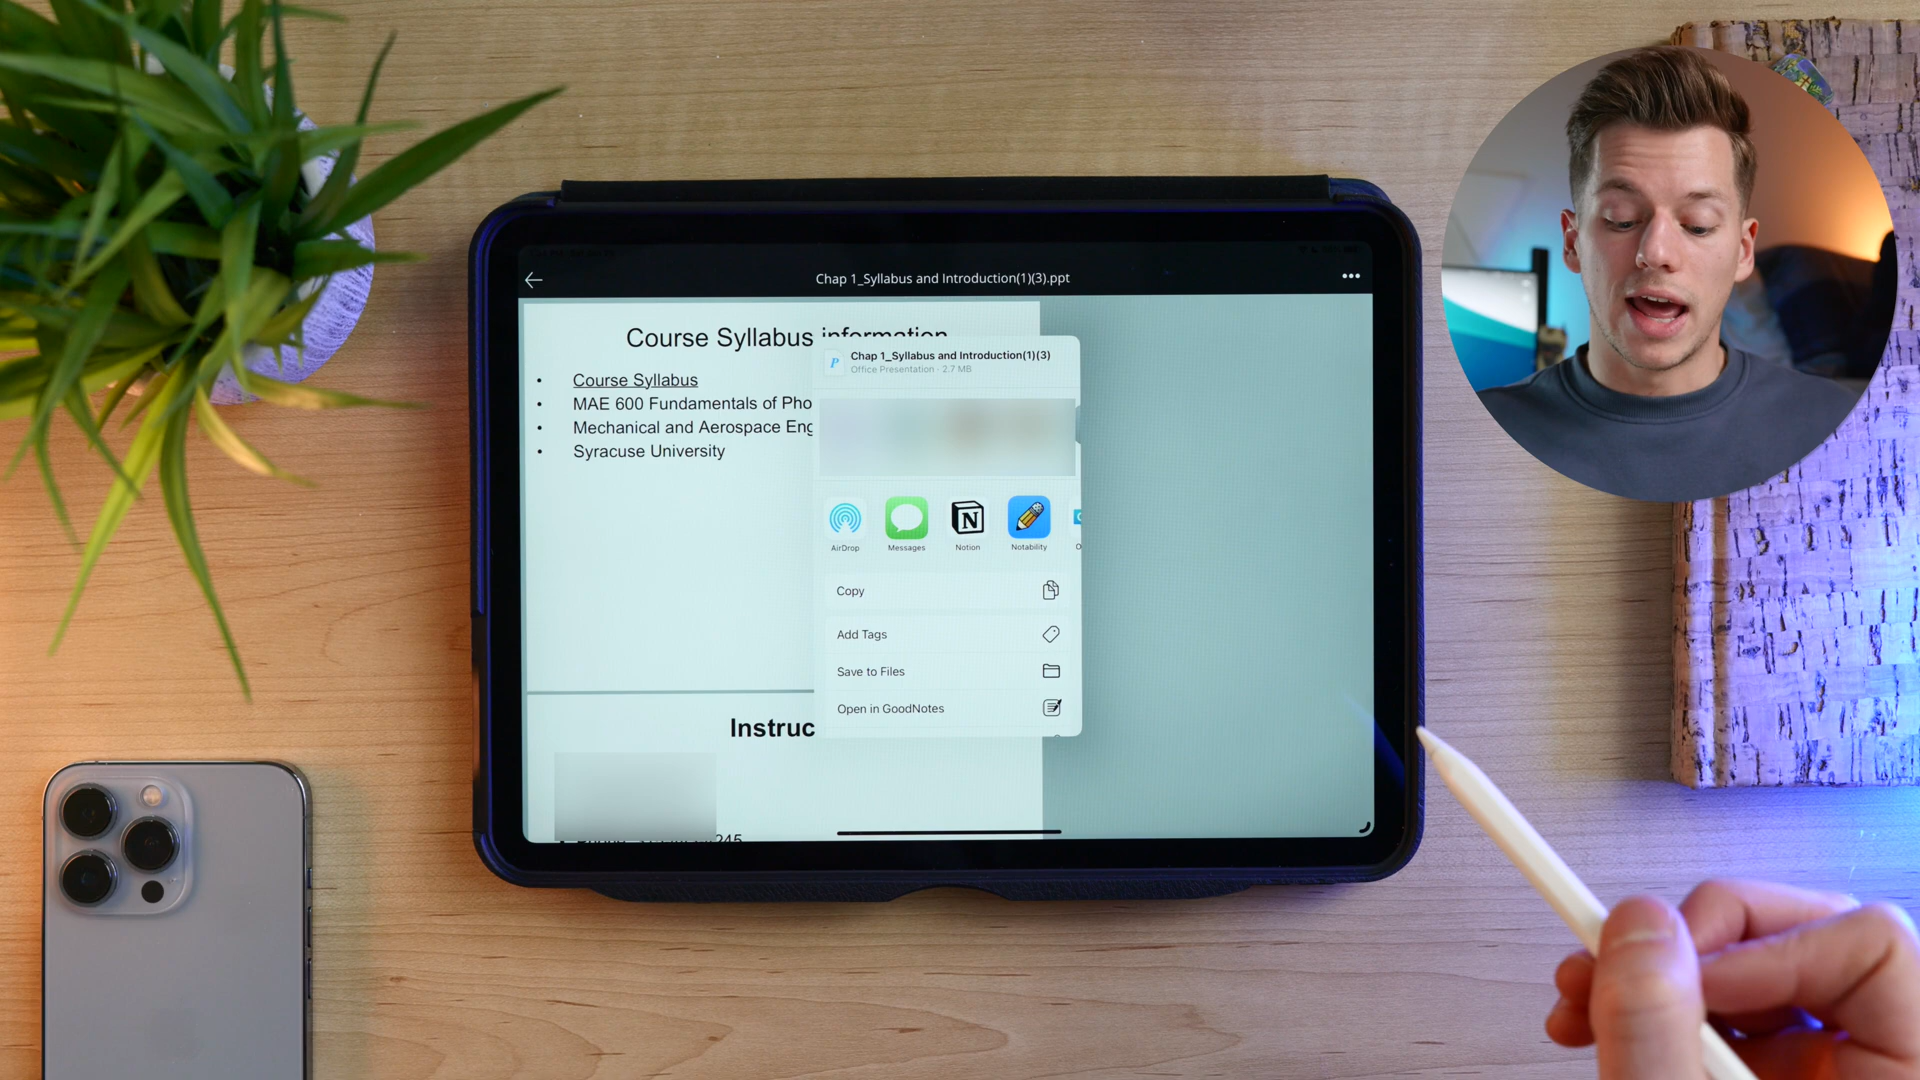 Chap 1_Syllabus and Introduction(1)(3).ppt
Course Syllabus information
• Course Syllabus
• MAE 600 Fundamentals of Pho
• Mechanical and Aerospace Eng
• Syracuse University
Instruc
245
Chap 1_Syllabus and Introduction(1)(3)
P
Office Presentation · 2.7 MB
AirDrop
Messages
Notion
Notability
Copy
Add Tags
Save to Files
Open in GoodNotes